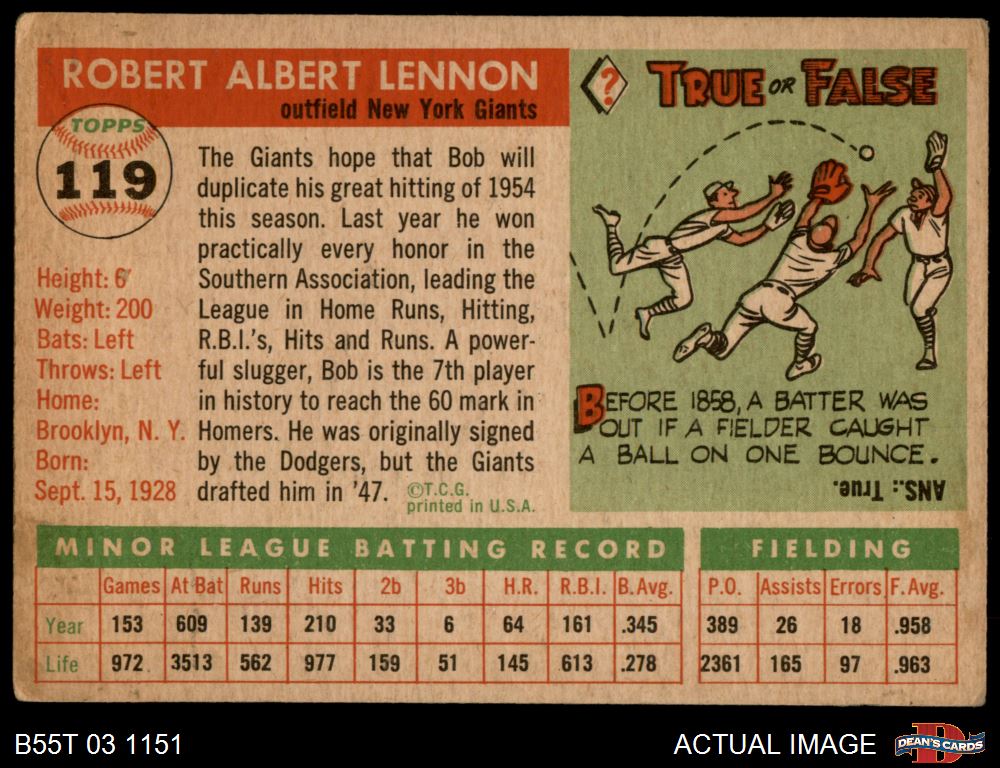 ROBERT ALBERT LENNON
outfield New York Giants
TOPPS
119
Height: 6'
Weight: 200
Bats: Left
Throws: Left
Home:
Brooklyn, N. Y.
Born:
Sept. 15, 1928
The Giants hope that Bob will
duplicate his great hitting of 1954
this season. Last year he won
practically every honor in the
Southern Association, leading the
League in Home Runs, Hitting,
R.B.I.'s, Hits and Runs. A power-
ful slugger, Bob is the 7th player
in history to reach the 60 mark in
Homers. He was originally signed
by the Dodgers, but the Giants
drafted him in '47.
©T.C.G.
printed in U.S.A.
? TRUE OR FALSE
BEFORE 1858, A BATTER WAS
OUT IF A FIELDER CAUGHT
A BALL ON ONE BOUNCE.
ANS.: True.
MINOR LEAGUE BATTING RECORD FIELDING
Games At Bat Runs Hits 2b 3b H.R. R.B.I. B.Avg. P.O. Assists Errors F.Avg.
Year 153 609 139 210 33 6 64 161 .345 389 26 18 .958
Life 972 3513 562 977 159 51 145 613 .278 2361 165 97 .963
B55T 03 1151
ACTUAL IMAGE
D
DEAN'S CARDS